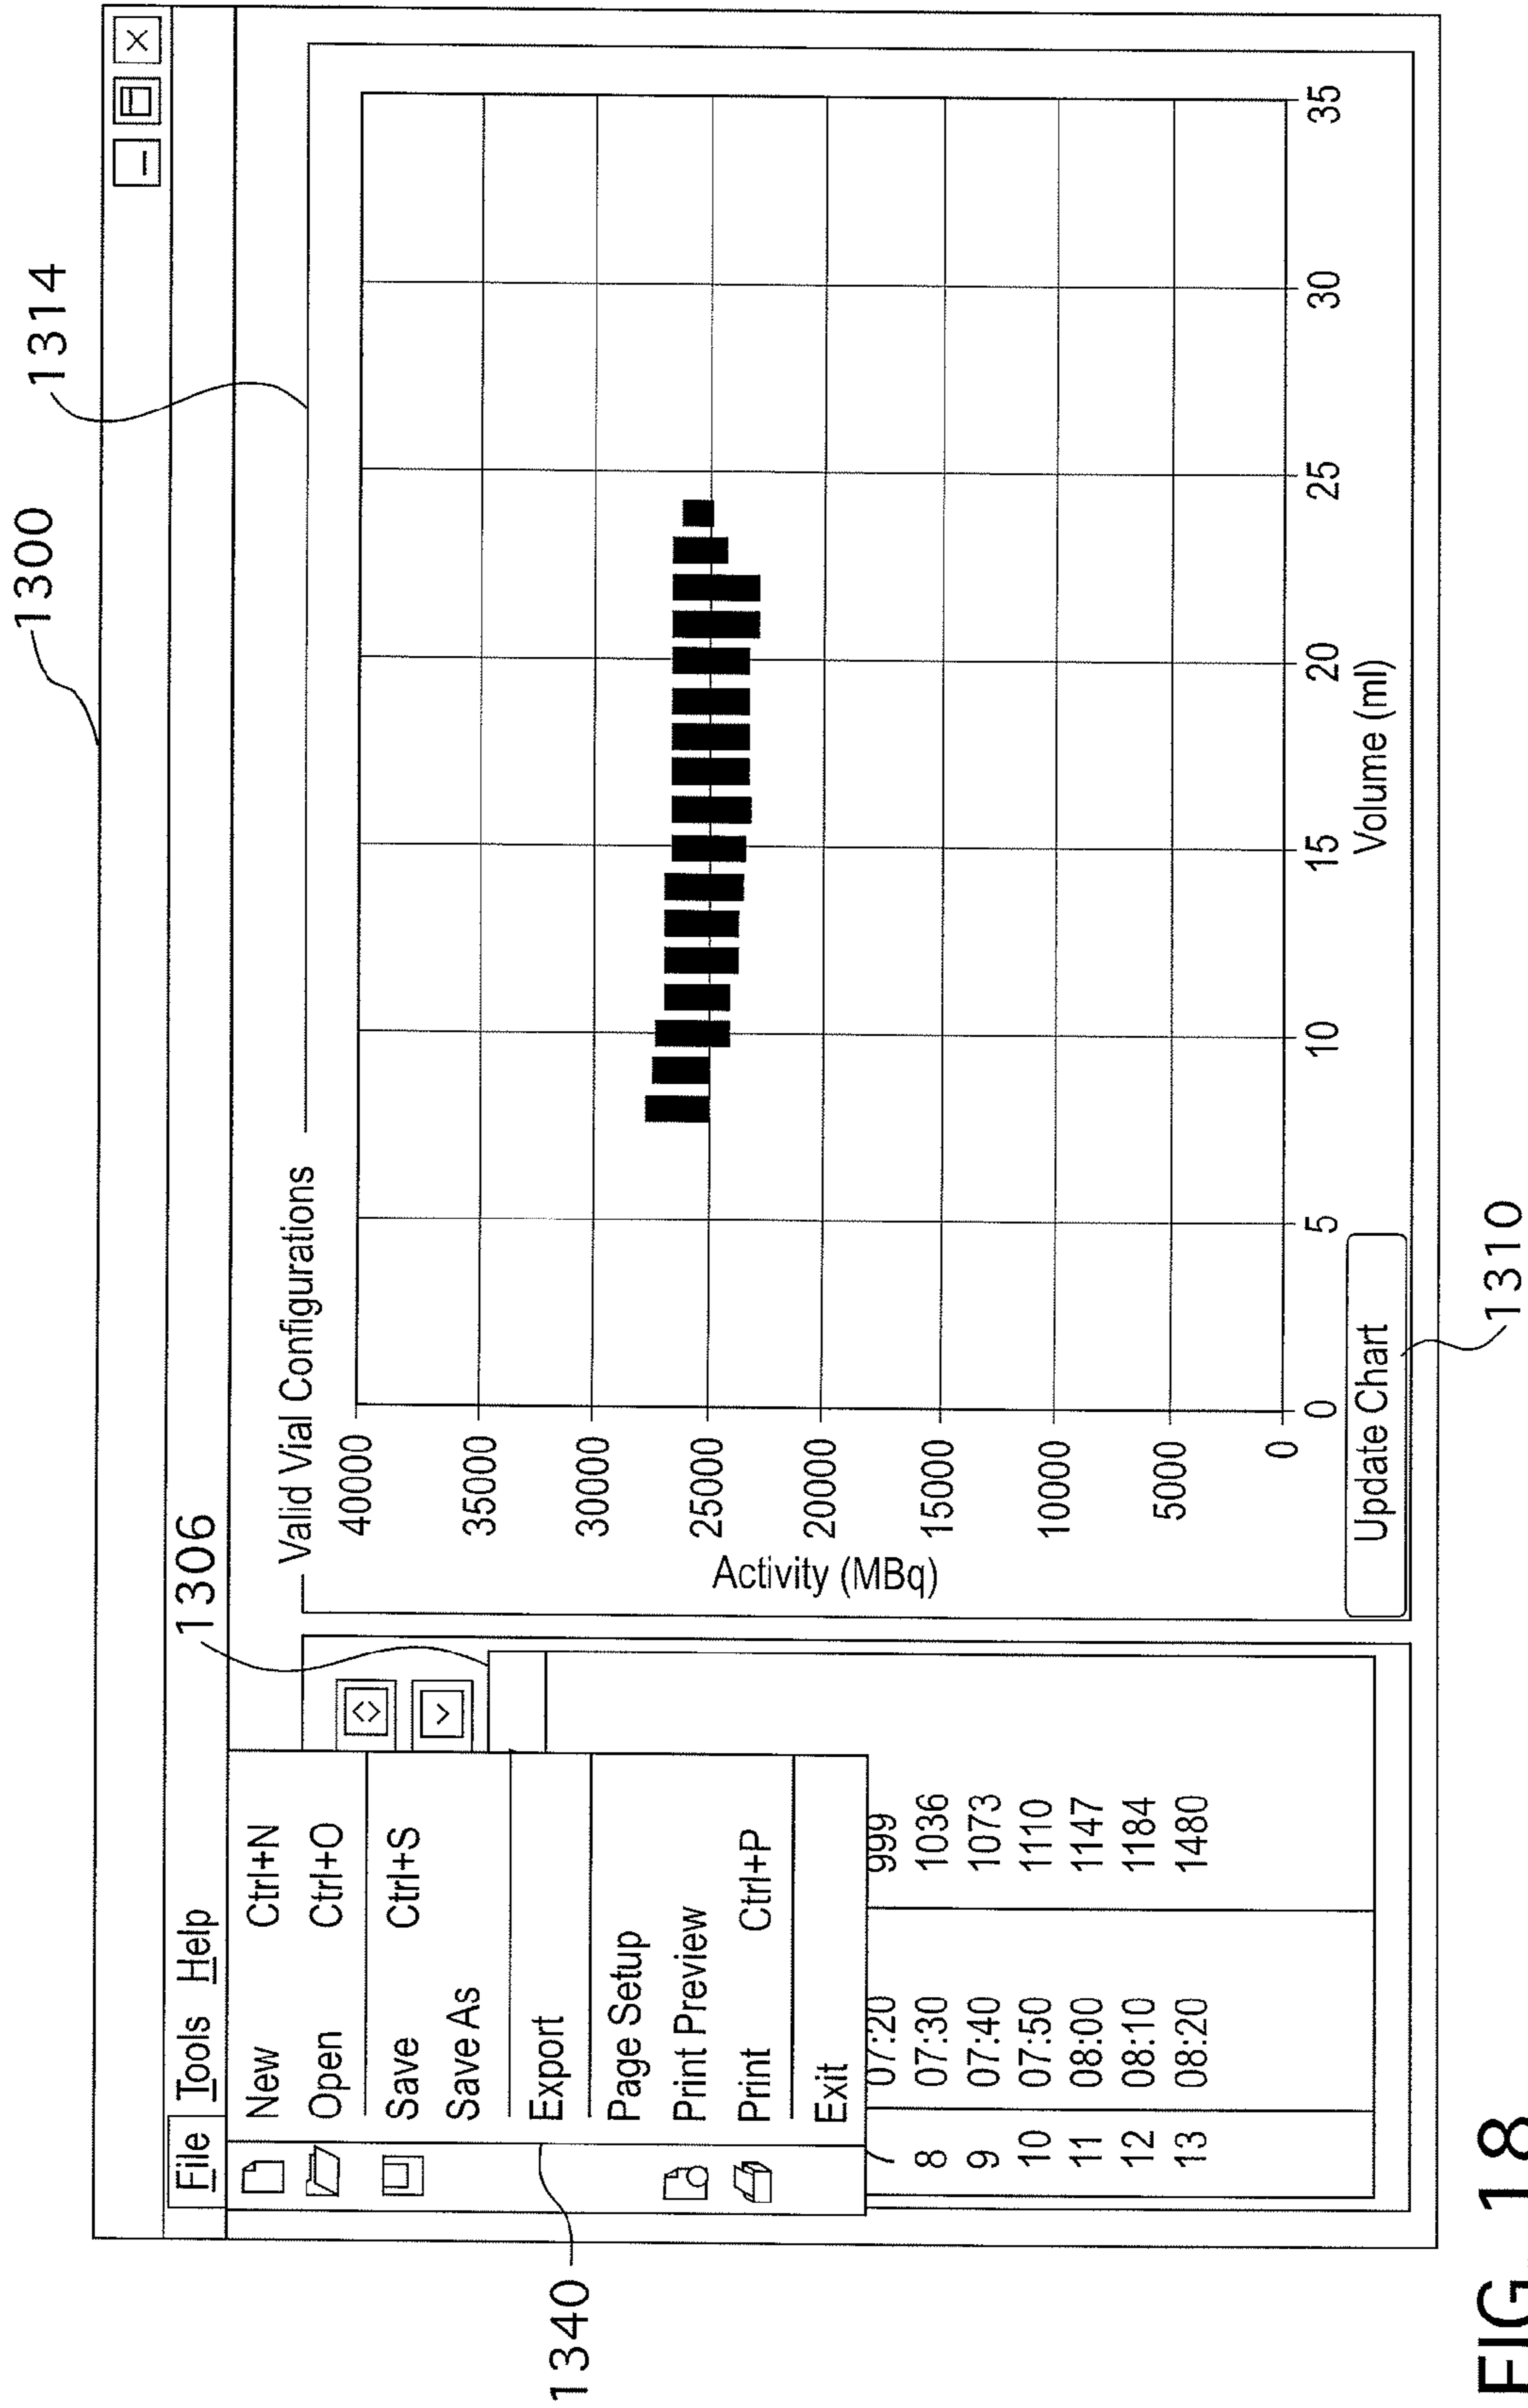 1300
1314
1306
File Tools Help
New Ctrl+N
Open Ctrl+O
Save Ctrl+S
Save As
Export
Page Setup
Print Preview
Print Ctrl+P
Exit
1340
07:20 999
8 07:30 1036
9 07:40 1073
10 07:50 1110
11 08:00 1147
12 08:10 1184
13 08:20 1480
Valid Vial Configurations
40000
35000
30000
25000
20000
15000
10000
5000
0
Activity (MBq)
0 5 10 15 20 25 30 35
Volume (ml)
Update Chart
1310
FIG. 18